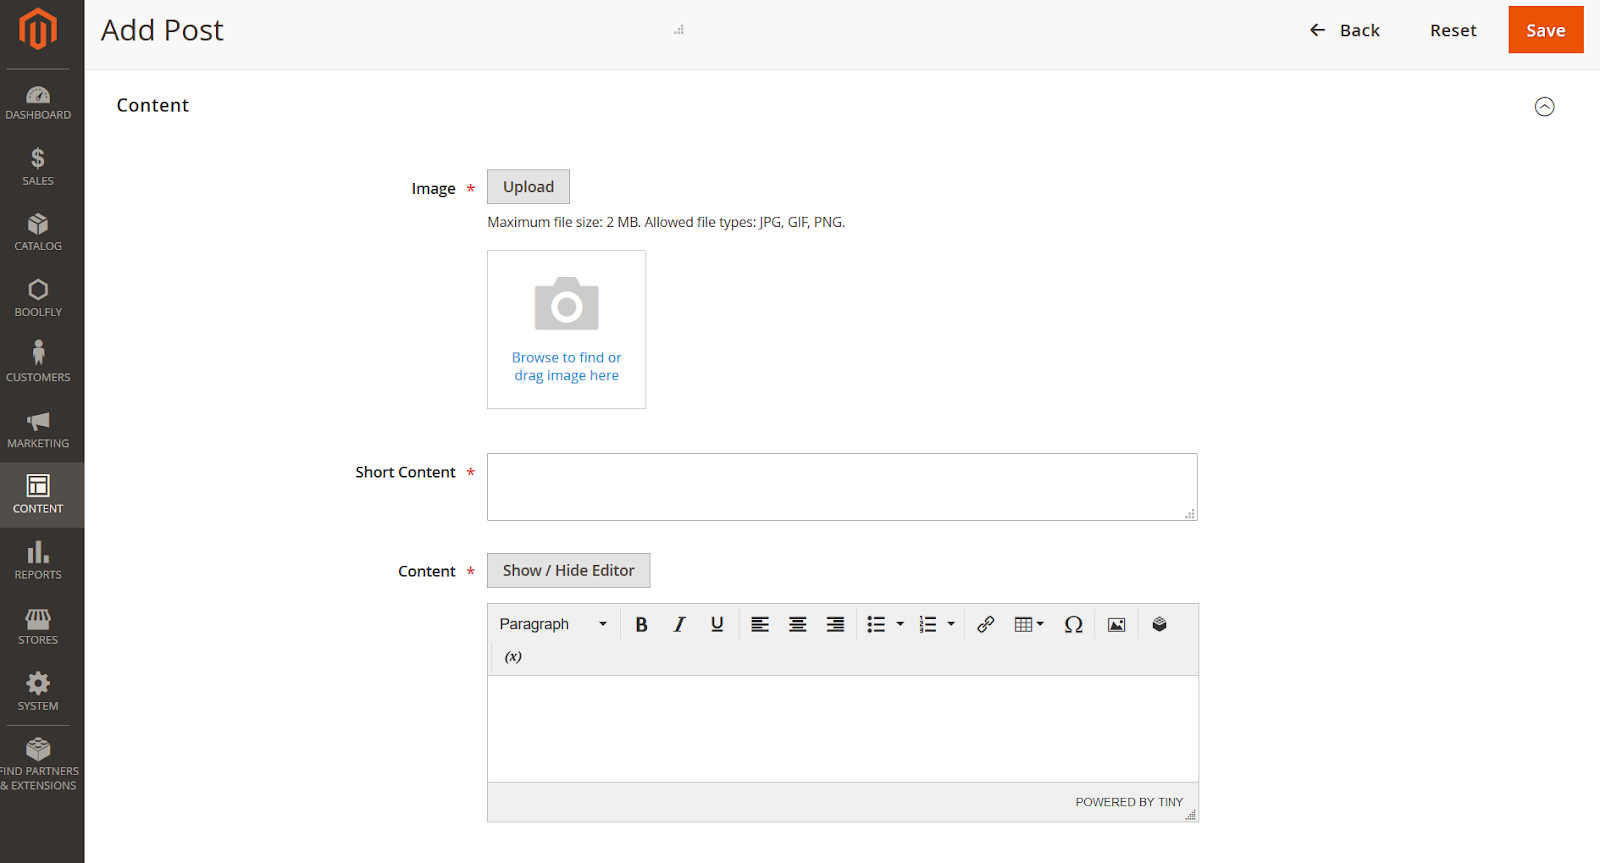 Add Post
Back
Reset
Save
DASHBOARD
SALES
CATALOG
BOOLFLY
CUSTOMERS
MARKETING
CONTENT
REPORTS
STORES
SYSTEM
FIND PARTNERS
& EXTENSIONS
Content
Image *
Upload
Maximum file size: 2 MB. Allowed file types: JPG, GIF, PNG.
Browse to find or
drag image here
Short Content *
Content *
Show / Hide Editor
Paragraph B I U Ω
(x)
POWERED BY TINY